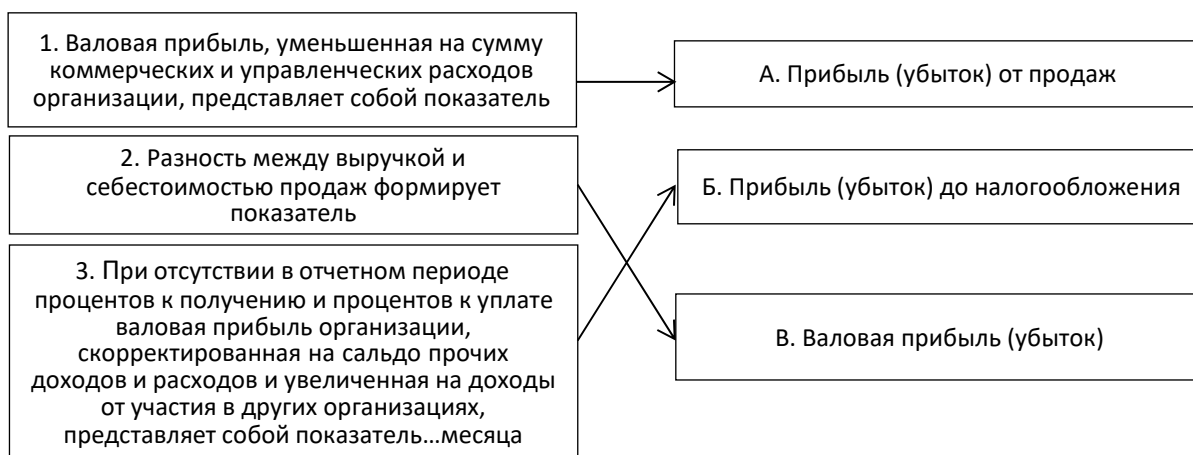 1. Валовая прибыль, уменьшенная на сумму
коммерческих и управленческих расходов
организации, представляет собой показатель
А. Прибыль (убыток) от продаж
2. Разность между выручкой и
себестоимостью продаж формирует
показатель
Б. Прибыль (убыток) до налогообложения
3. При отсутствии в отчетном периоде
процентов к получению и процентов к уплате
валовая прибыль организации,
скорректированная на сальдо прочих
доходов и расходов и увеличенная на доходы
от участия в других организациях,
представляет собой показатель…месяца
В. Валовая прибыль (убыток)